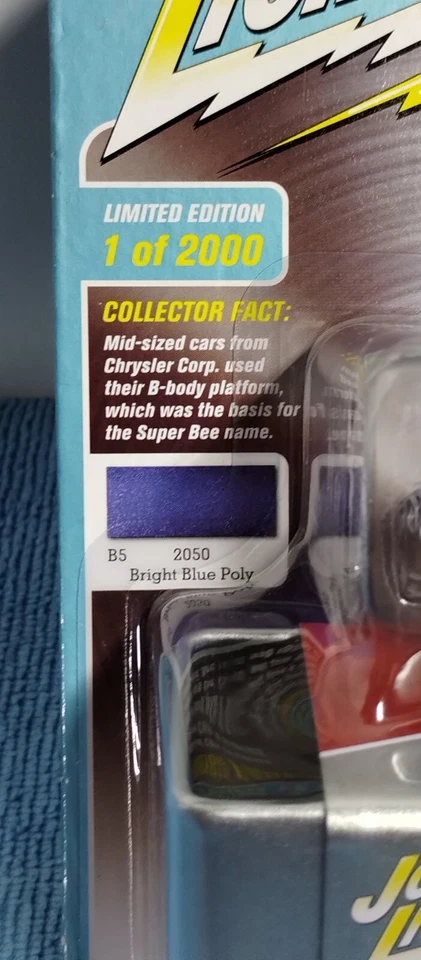 LIMITED EDITION
1 of 2000
COLLECTOR FACT:
Mid-sized cars from
Chrysler Corp. used
their B-body platform,
which was the basis for
the Super Bee name.
B5 2050
Bright Blue Poly